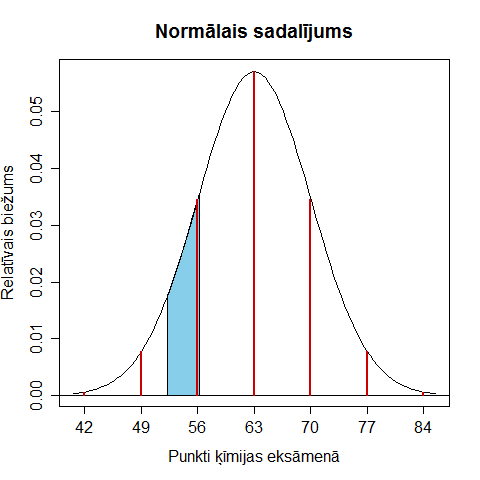 Normālais sadalījums
Relatīvais biežums
0.05
0.04
0.03
0.02
0.01
0.00
42 49 56 63 70 77 84
Punkti ķīmijas eksāmenā